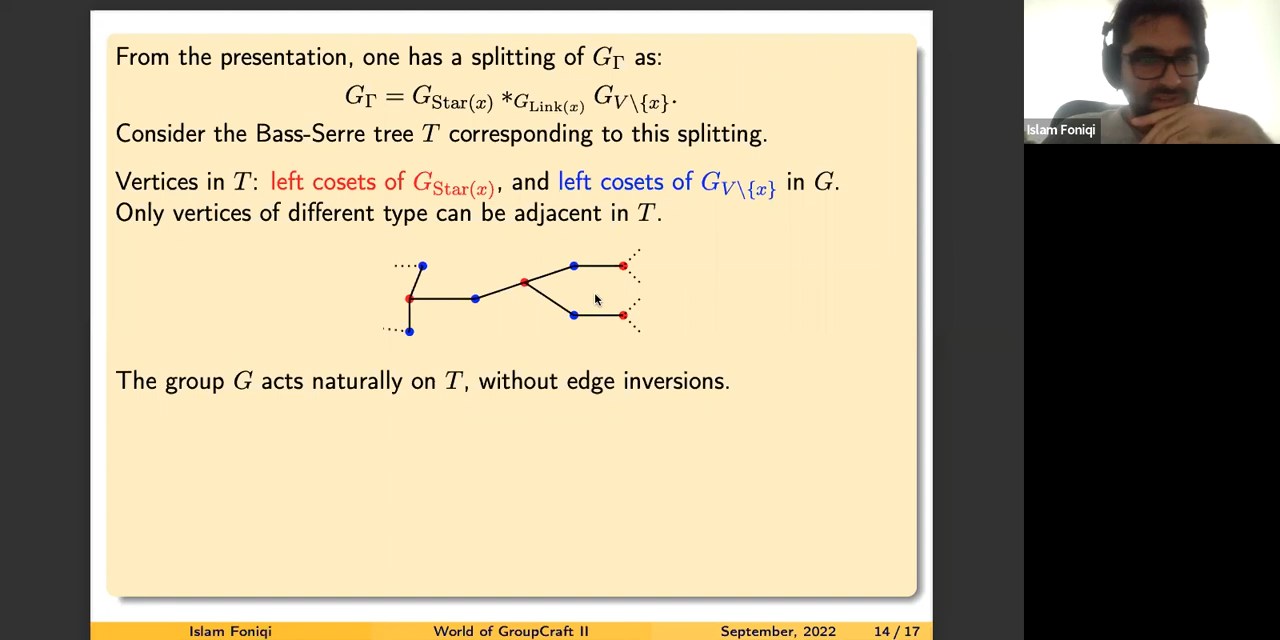 From the presentation, one has a splitting of G_Γ as:
G_Γ = G_Star(x) *_{G_Link(x)} G_{V\{x}}.
Consider the Bass-Serre tree T corresponding to this splitting.
Vertices in T: left cosets of G_Star(x), and left cosets of G_{V\{x}} in G.
Only vertices of different type can be adjacent in T.
The group G acts naturally on T, without edge inversions.
Islam Foniqi World of GroupCraft II September, 2022 14 / 17
Islam Foniqi